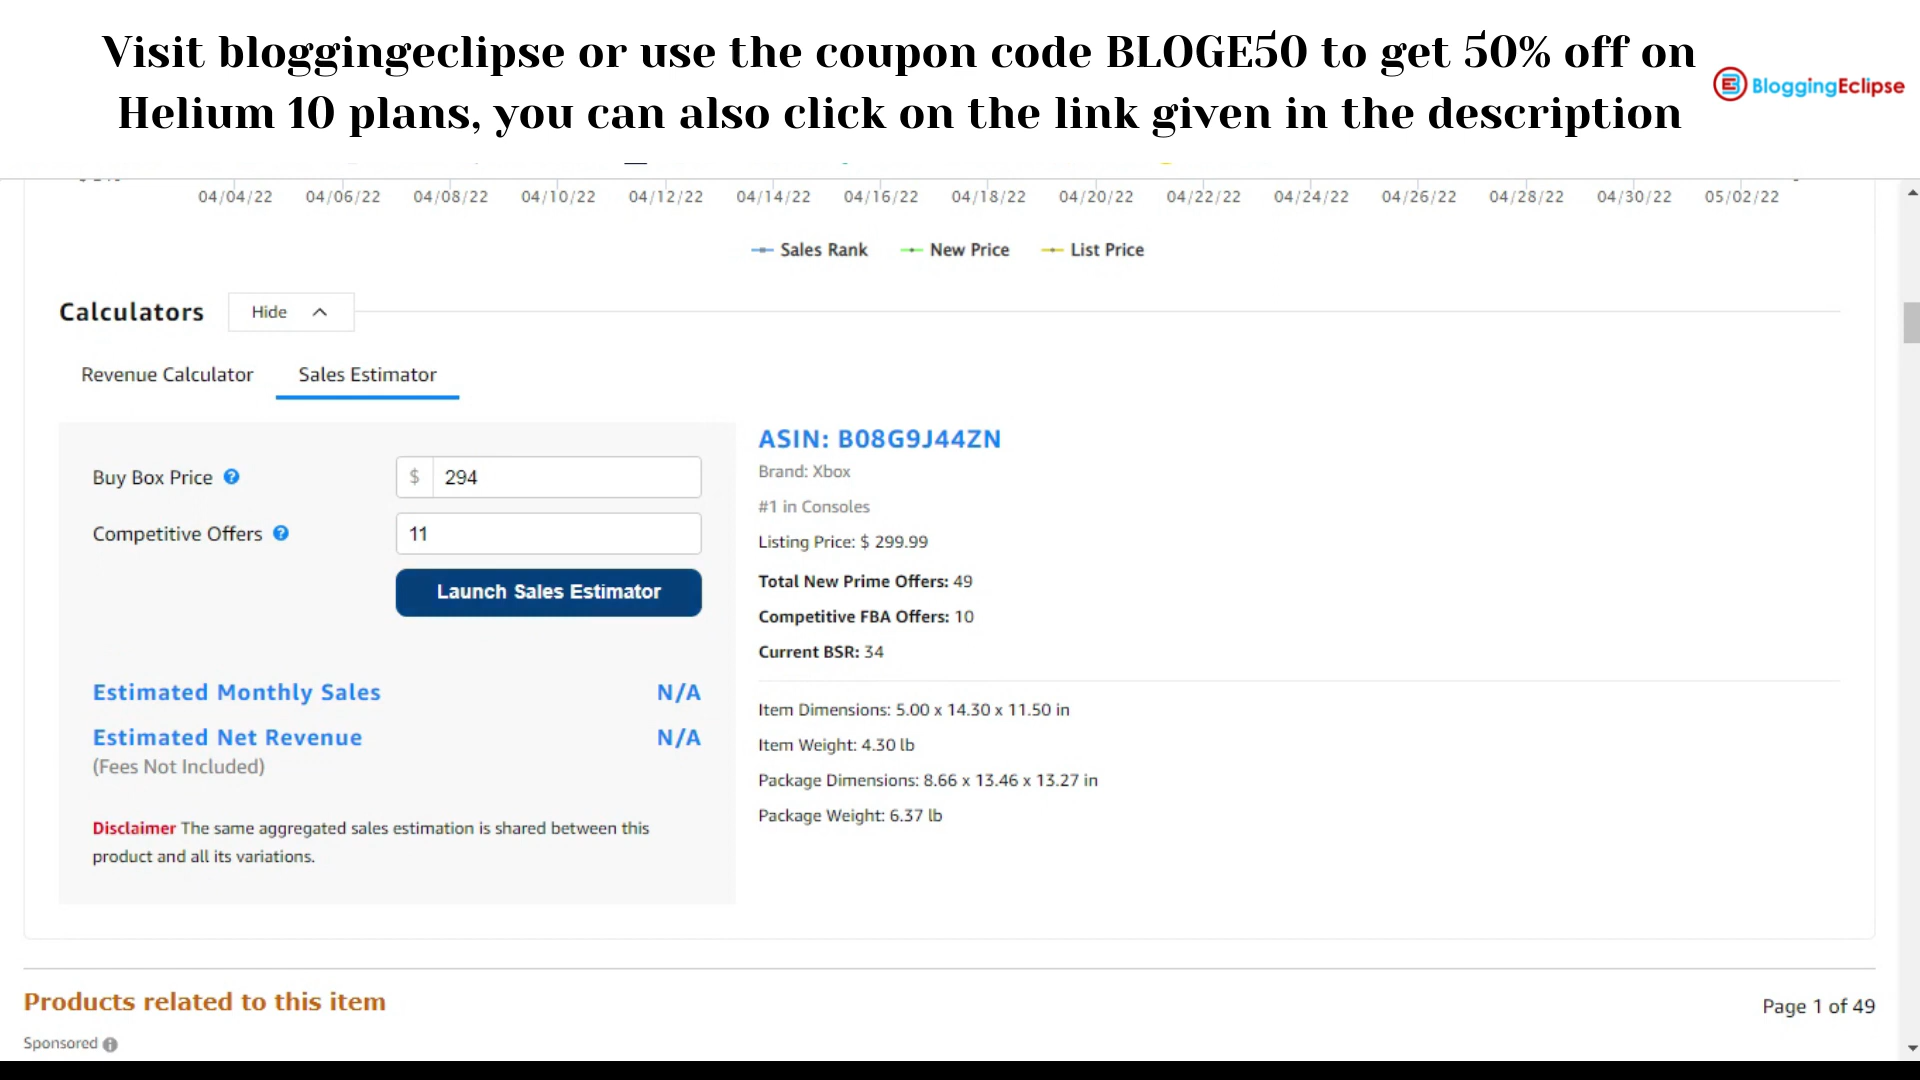 Visit bloggingeclipse or use the coupon code BLOGE50 to get 50% off on
Helium 10 plans, you can also click on the link given in the description
BloggingEclipse
04/04/22 04/06/22 04/08/22 04/10/22 04/12/22 04/14/22 04/16/22 04/18/22 04/20/22 04/22/22 04/24/22 04/26/22 04/28/22 04/30/22 05/02/22
Sales Rank New Price List Price
Calculators Hide
Revenue Calculator Sales Estimator
Buy Box Price $ 294
Competitive Offers 11
Launch Sales Estimator
Estimated Monthly Sales N/A
Estimated Net Revenue N/A
(Fees Not Included)
Disclaimer The same aggregated sales estimation is shared between this
product and all its variations.
ASIN: B08G9J44ZN
Brand: Xbox
#1 in Consoles
Listing Price: $ 299.99
Total New Prime Offers: 49
Competitive FBA Offers: 10
Current BSR: 34
Item Dimensions: 5.00 x 14.30 x 11.50 in
Item Weight: 4.30 lb
Package Dimensions: 8.66 x 13.46 x 13.27 in
Package Weight: 6.37 lb
Products related to this item
Page 1 of 49
Sponsored